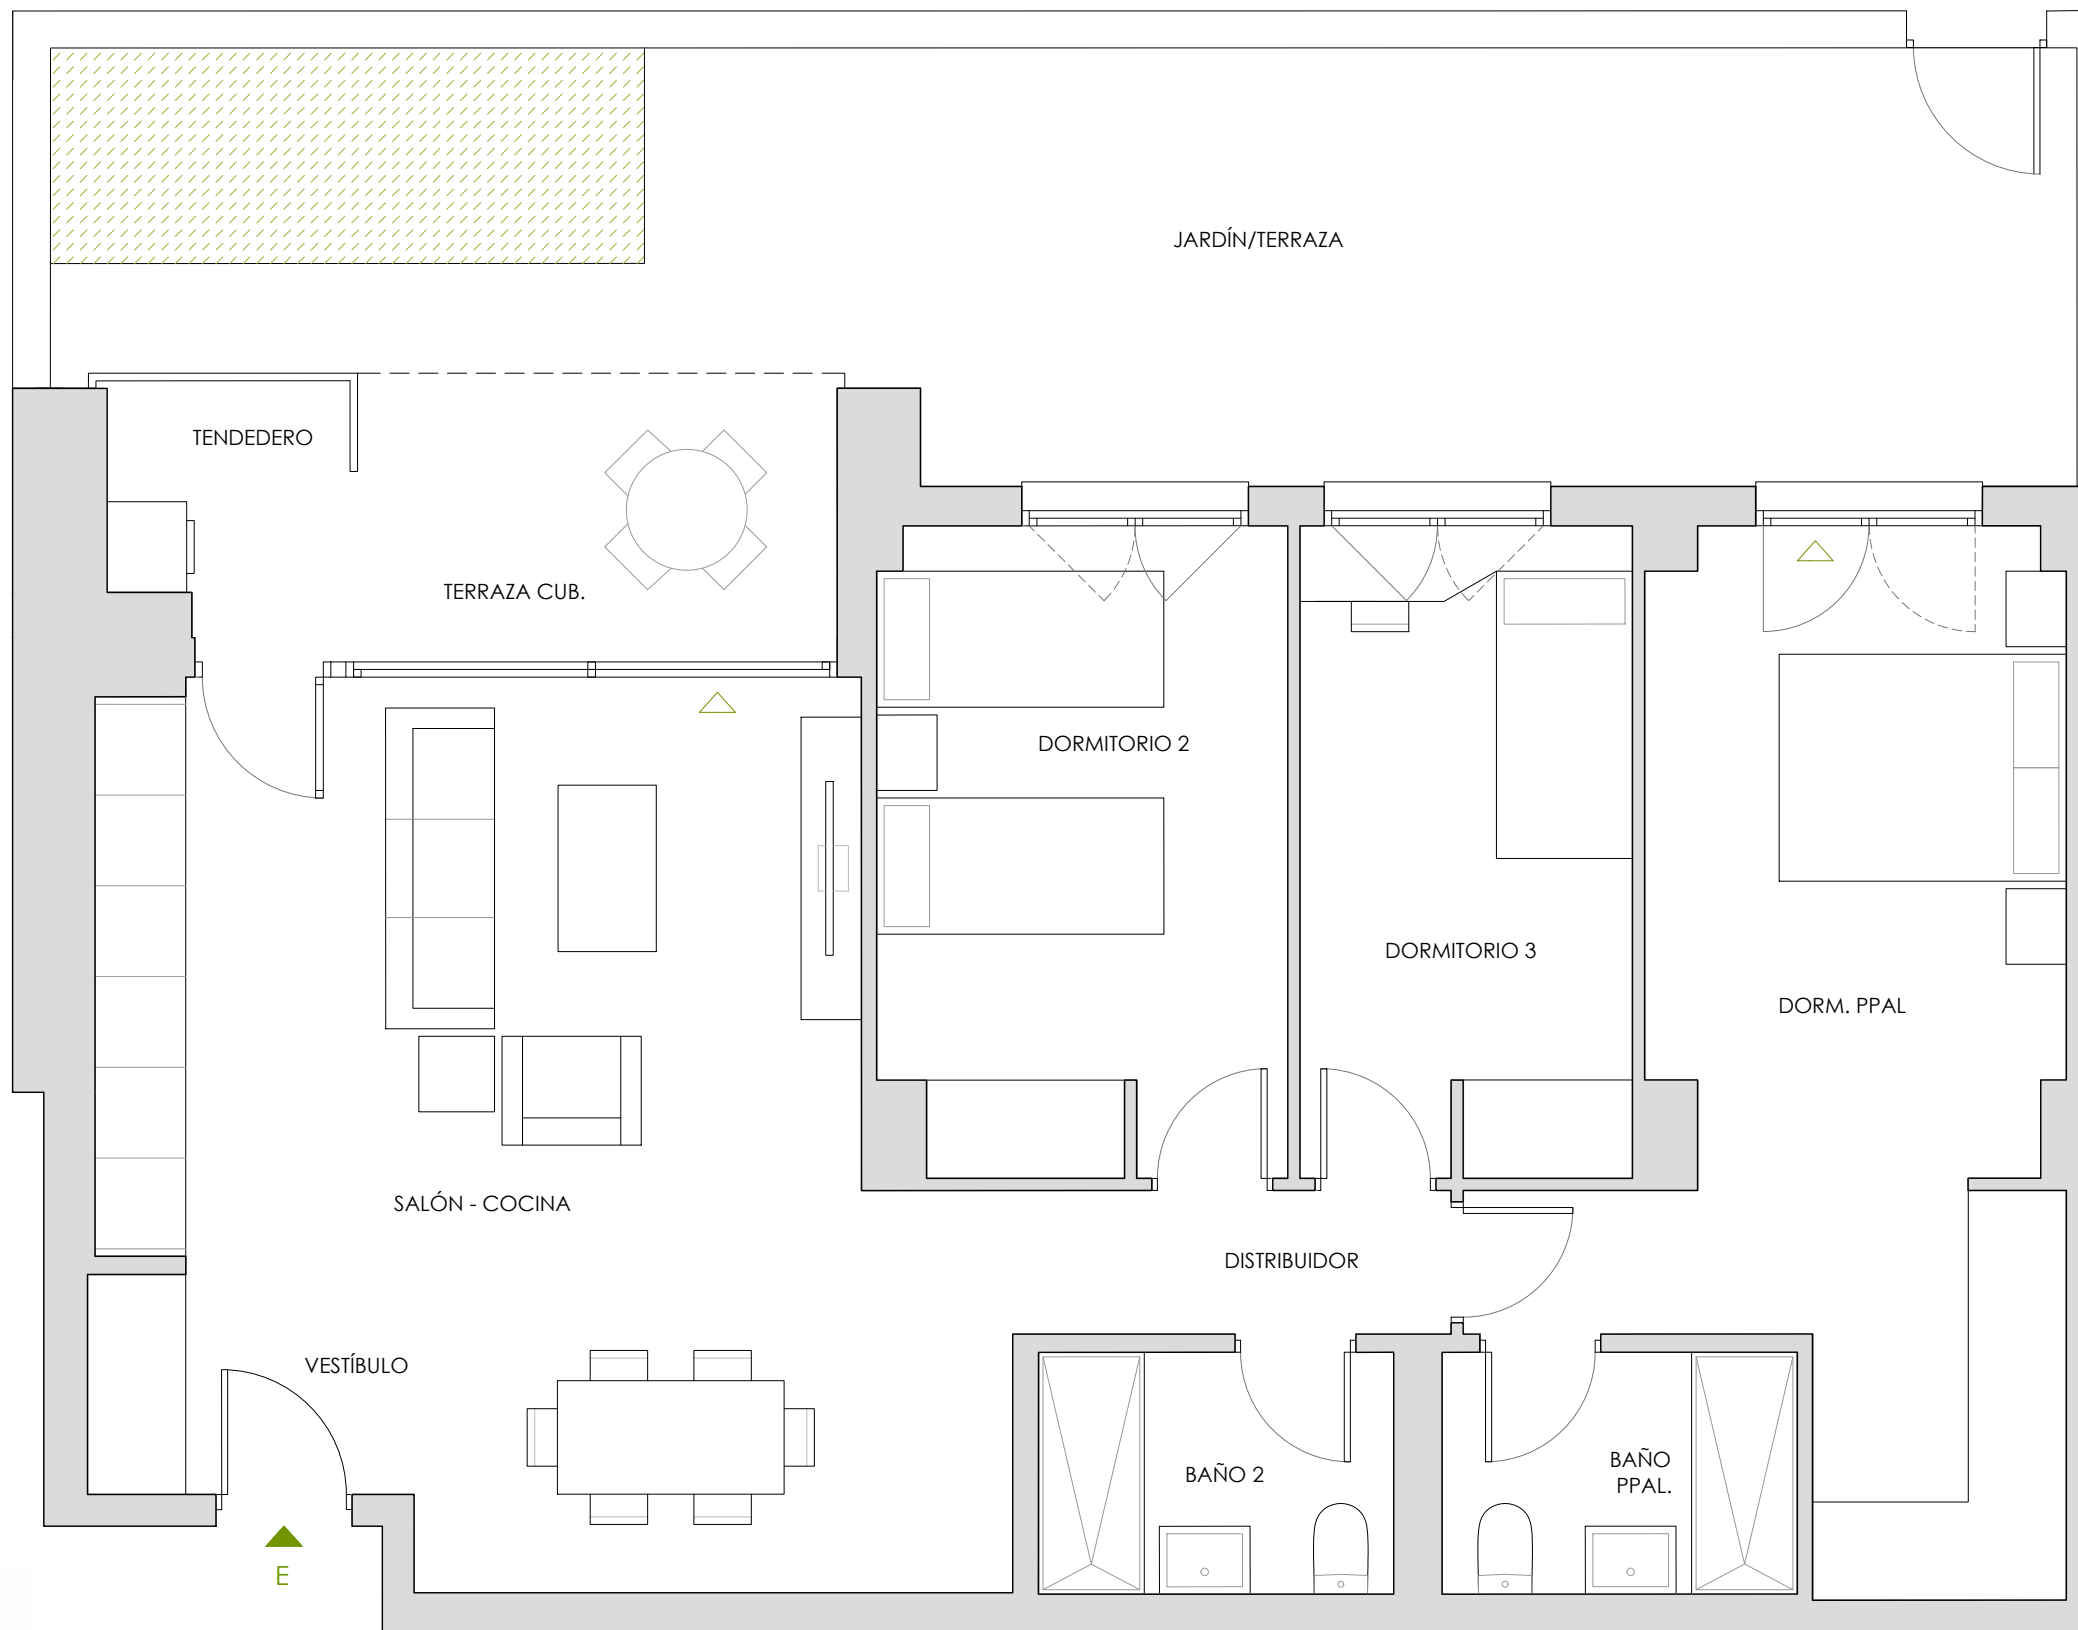 JARDÍN/TERRAZA
TENDEDERO
TERRAZA CUB.
DORMITORIO 2
DORMITORIO 3
DORM. PPAL
SALÓN - COCINA
DISTRIBUIDOR
VESTÍBULO
BAÑO 2
BAÑO
PPAL.
E